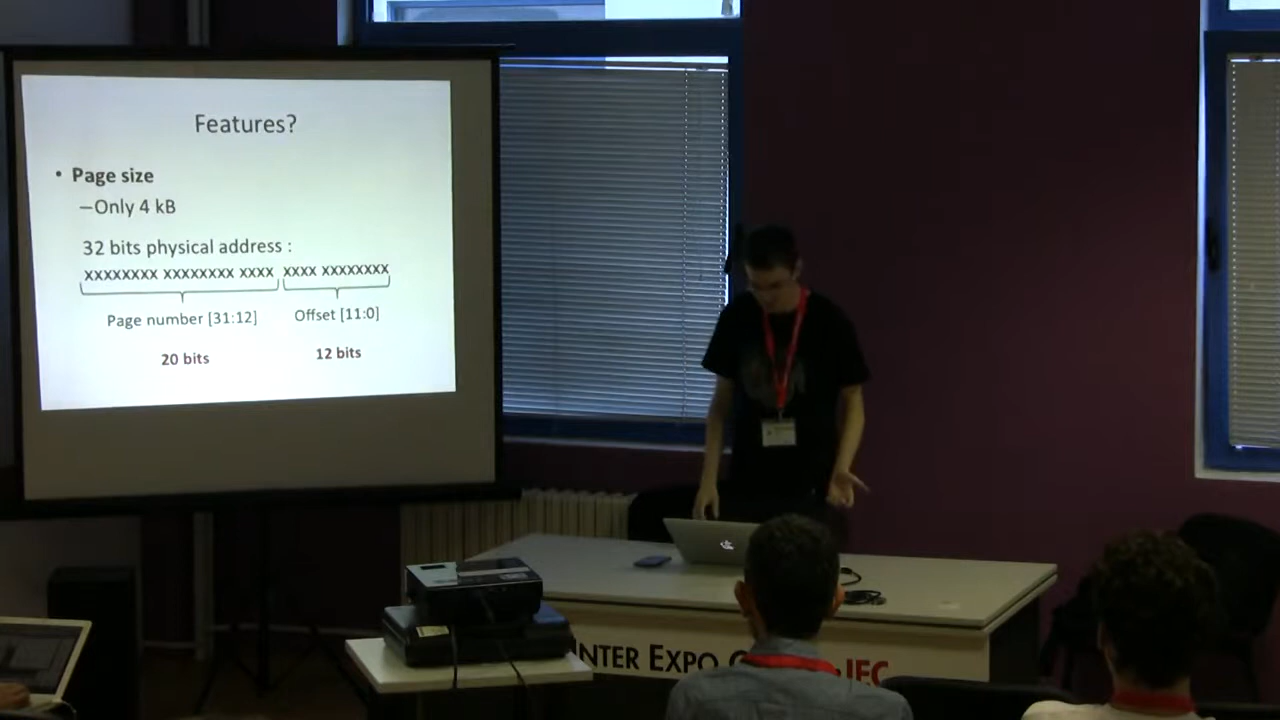 Features?
• Page size
–Only 4 kB
32 bits physical address :
xxxxxxxx xxxxxxxx xxxx xxxx xxxxxxxx
Page number [31:12] Offset [11:0]
20 bits 12 bits
INTER EXPO IEC